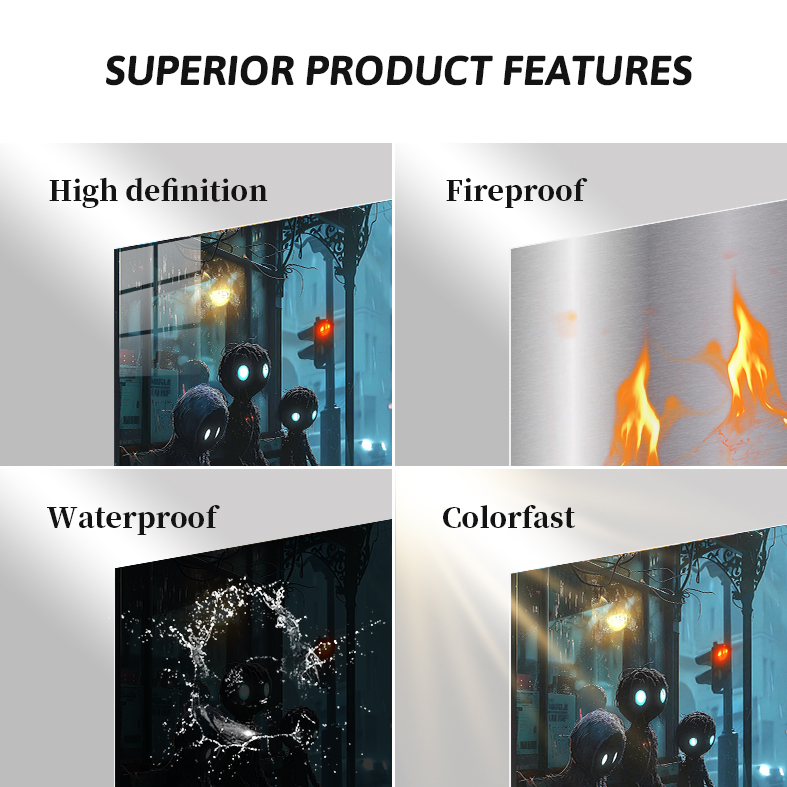 SUPERIOR PRODUCT FEATURES
High definition
Fireproof
Waterproof
Colorfast